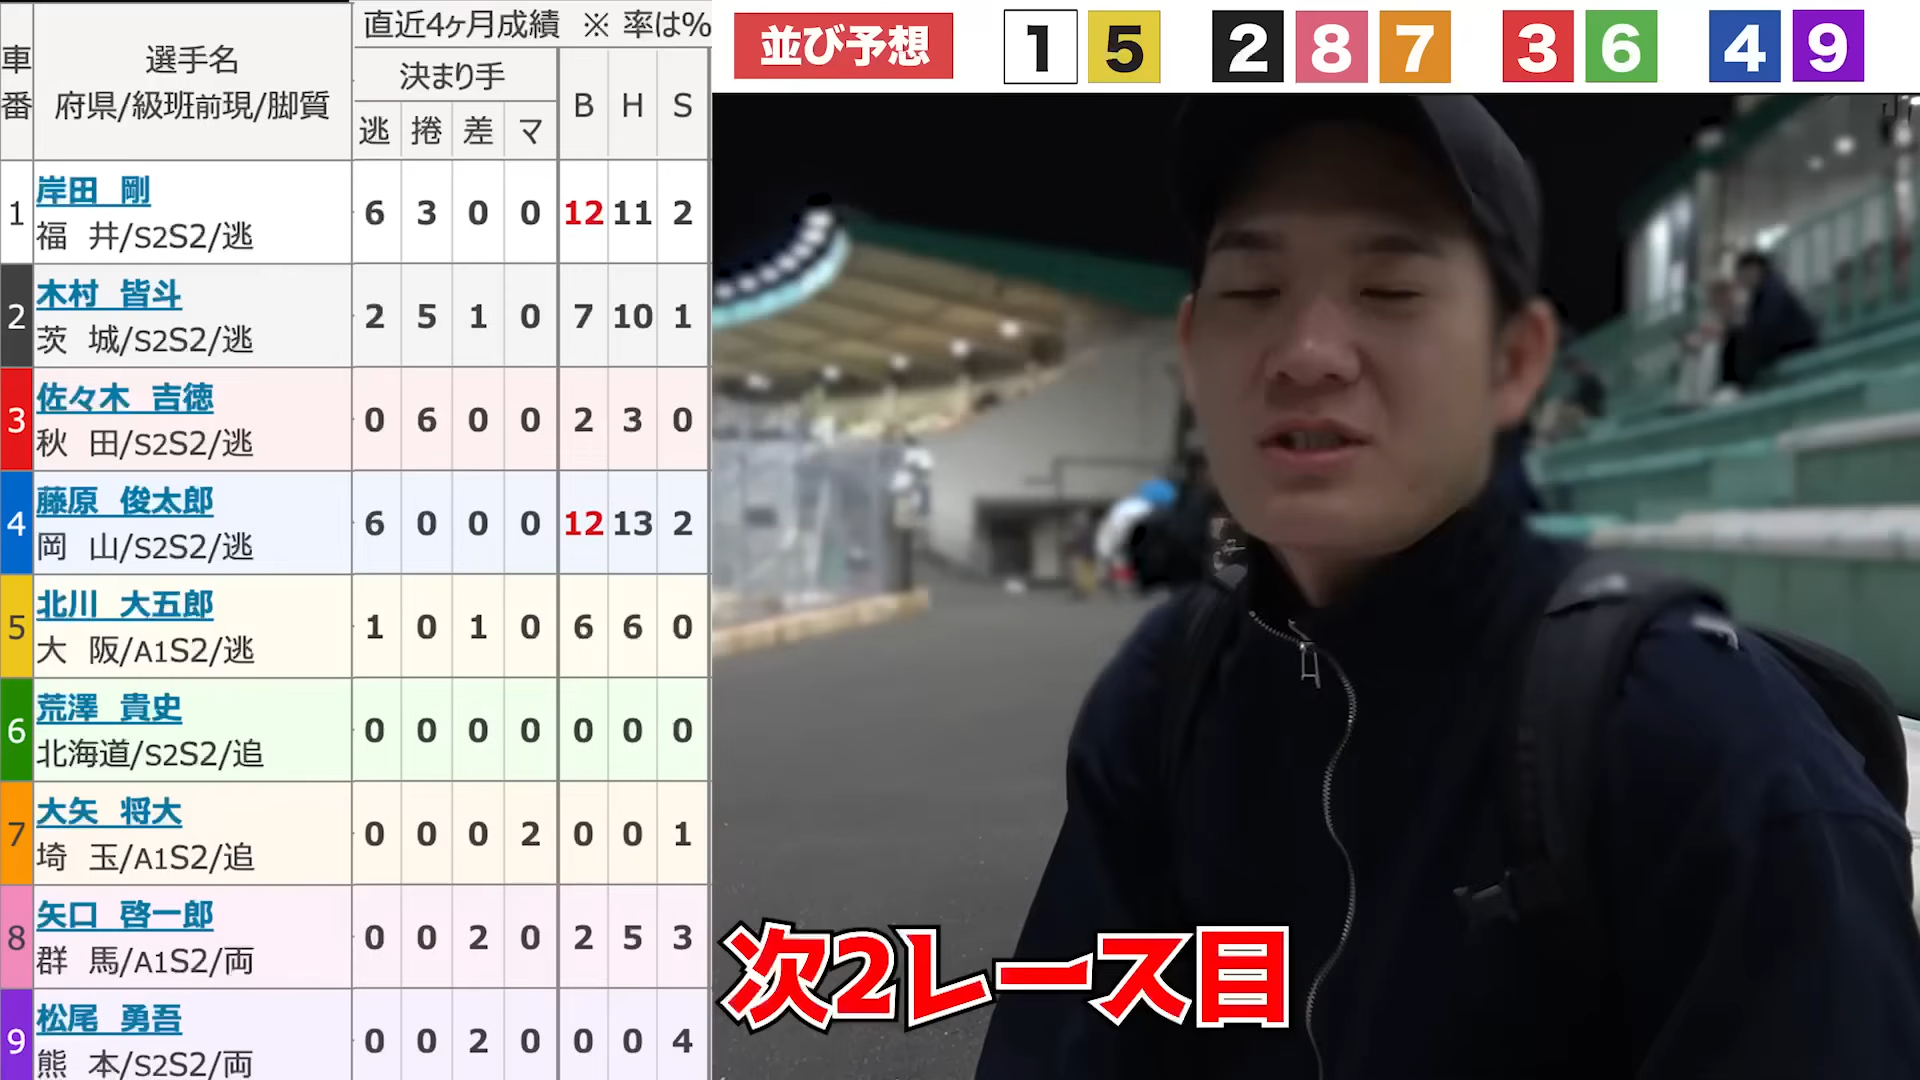 直近4ヶ月成績 ※ 率は%
車番 選手名 決まり手 B H S
府県/級班前現/脚質 逃 捲 差 マ
1 岸田 剛 6 3 0 0 12 11 2
福 井/S2S2/逃
2 木村 皆斗 2 5 1 0 7 10 1
茨 城/S2S2/逃
3 佐々木 吉徳 0 6 0 0 2 3 0
秋 田/S2S2/逃
4 藤原 俊太郎 6 0 0 0 12 13 2
岡 山/S2S2/逃
5 北川 大五郎 1 0 1 0 6 6 0
大 阪/A1S2/逃
6 荒澤 貴史 0 0 0 0 0 0 0
北海道/S2S2/追
7 大矢 将大 0 0 0 2 0 0 1
埼 玉/A1S2/追
8 矢口 啓一郎 0 0 2 0 2 5 3
群 馬/A1S2/両
9 松尾 勇吾 0 0 2 0 0 0 4
熊 本/S2S2/両
並び予想 1 5 2 8 7 3 6 4 9
次2レース目